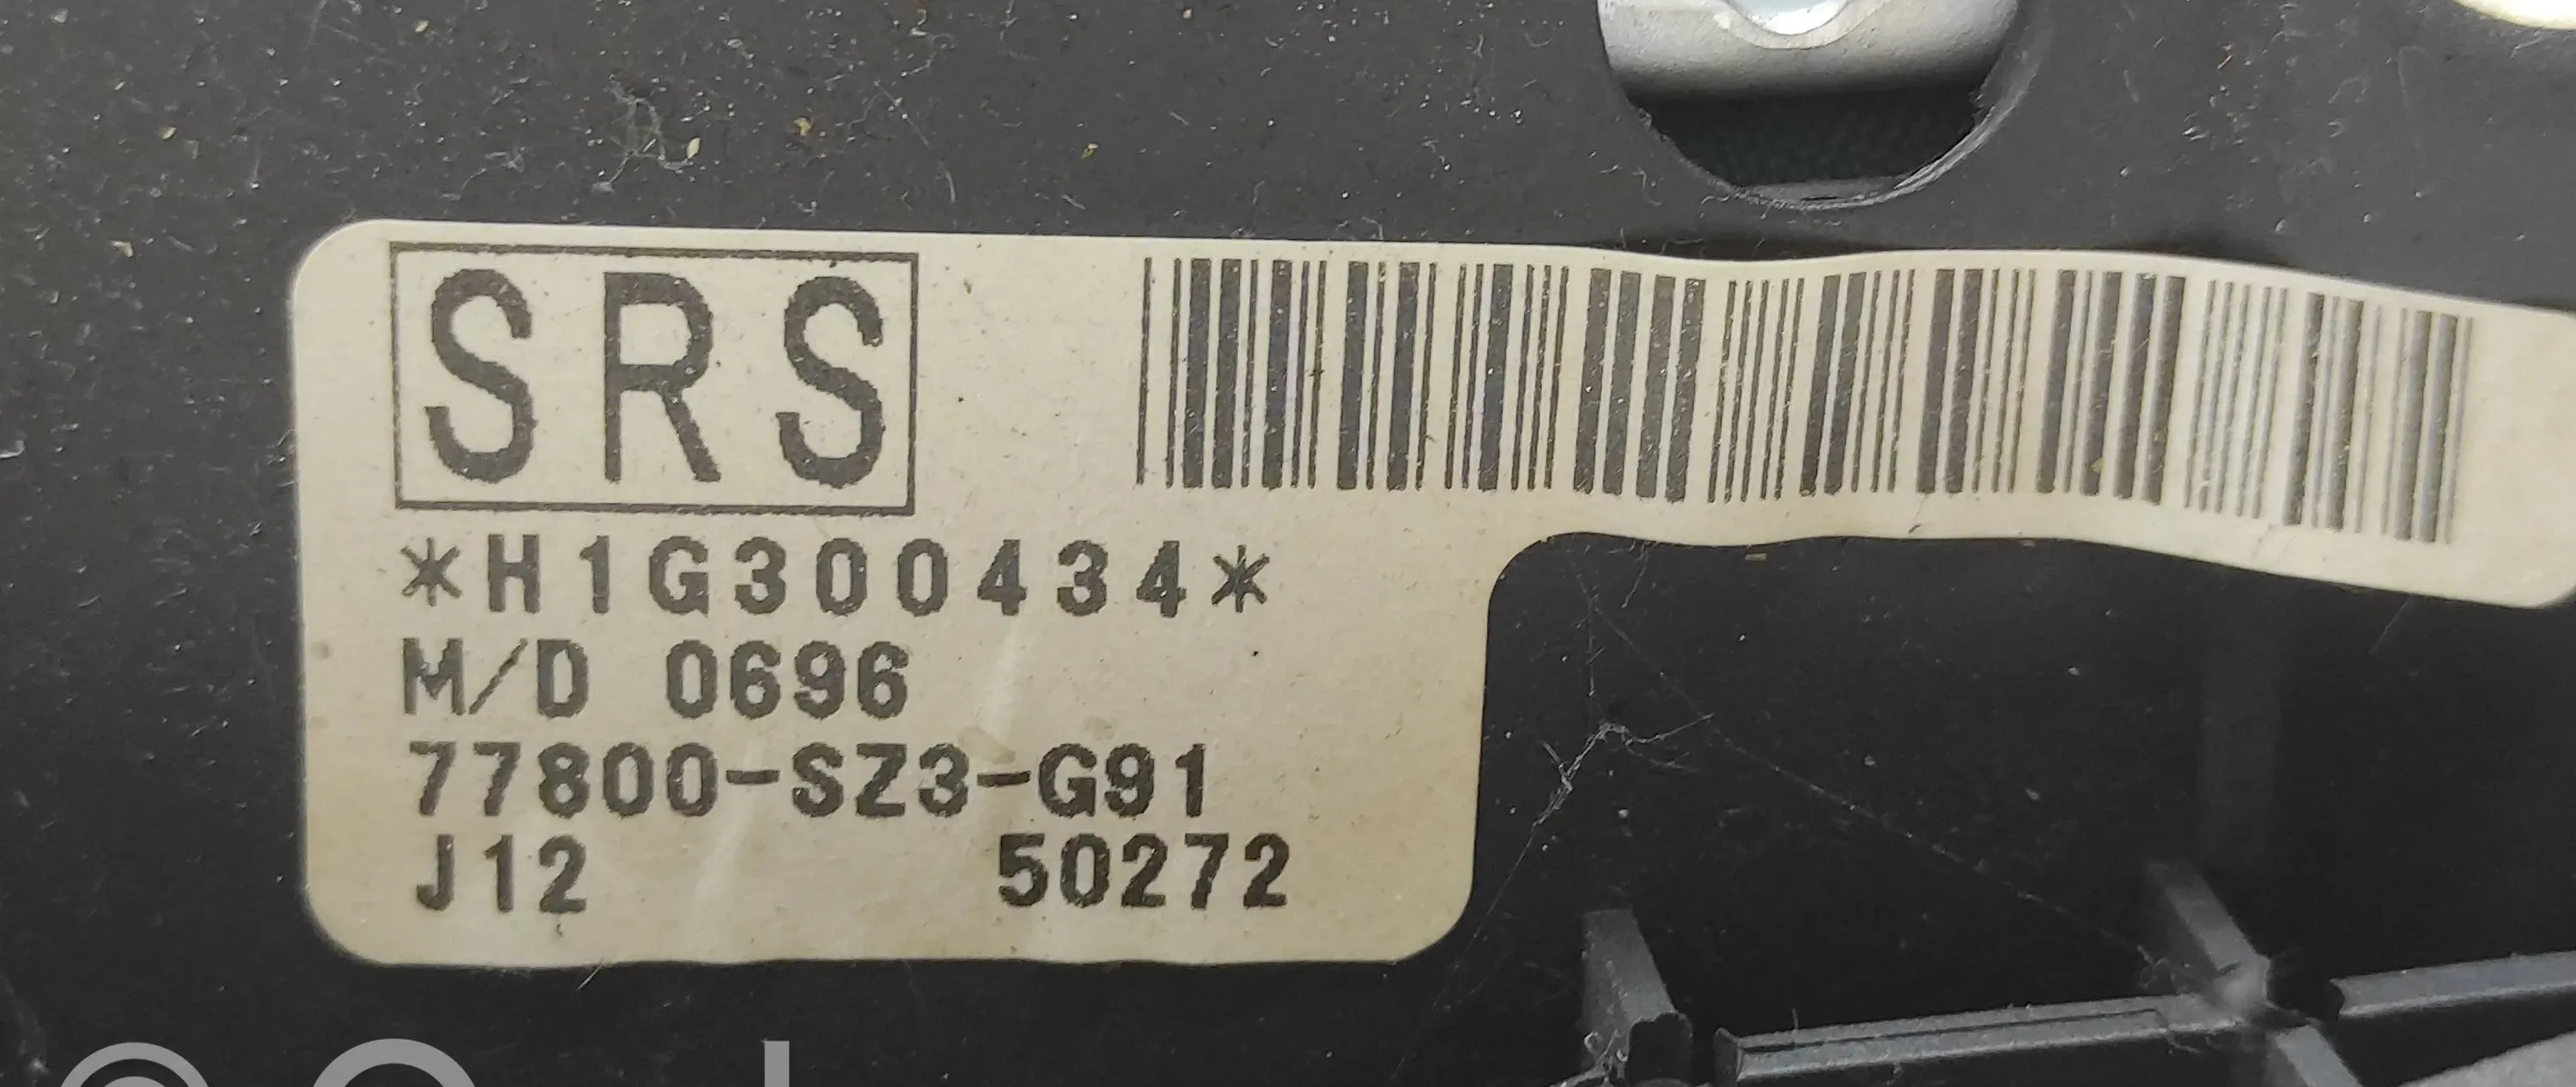 SRS
*H1G300434*
M/D 0696
77800-SZ3-G91
J12 50272